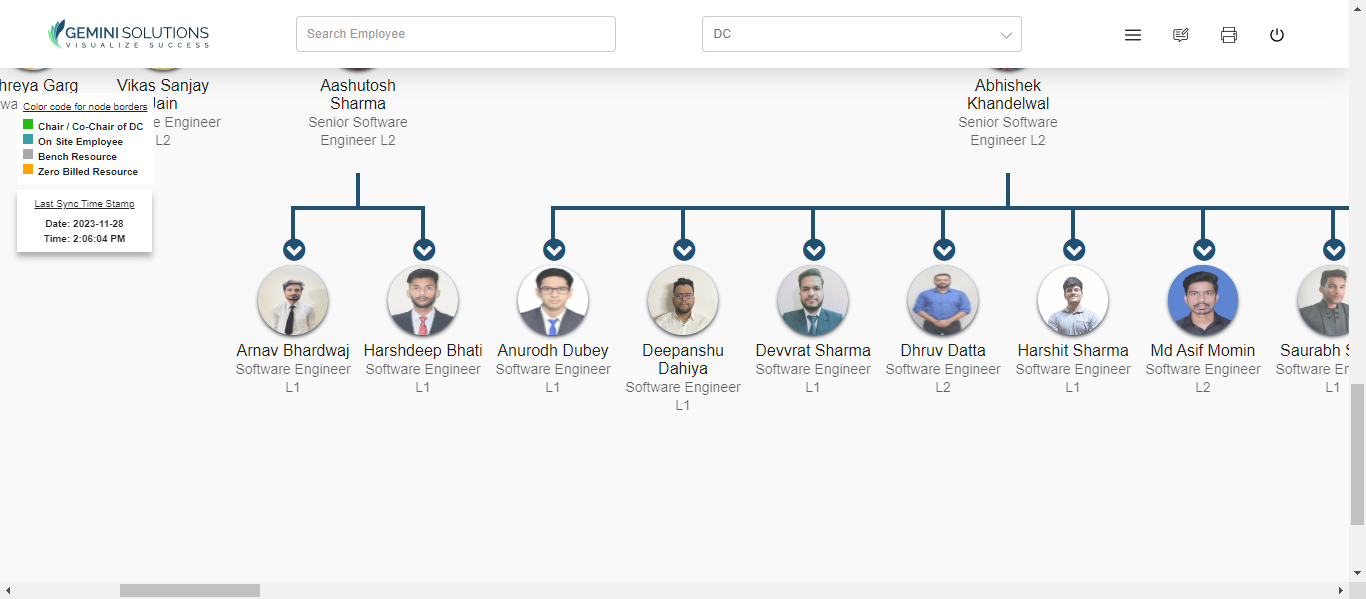 GEMINI SOLUTIONS
VISUALIZE SUCCESS
Search Employee
DC
hreya Garg
wa
Vikas Sanjay
Jain
e Engineer
L2
Aashutosh
Sharma
Senior Software
Engineer L2
Abhishek
Khandelwal
Senior Software
Engineer L2
Color code for node borders
Chair / Co-Chair of DC
On Site Employee
Bench Resource
Zero Billed Resource
Last Sync Time Stamp
Date: 2023-11-28
Time: 2:06:04 PM
Arnav Bhardwaj
Software Engineer
L1
Harshdeep Bhati
Software Engineer
L1
Anurodh Dubey
Software Engineer
L1
Deepanshu
Dahiya
Software Engineer
L1
Devvrat Sharma
Software Engineer
L1
Dhruv Datta
Software Engineer
L2
Harshit Sharma
Software Engineer
L1
Md Asif Momin
Software Engineer
L2
Saurabh S
Software En
L1